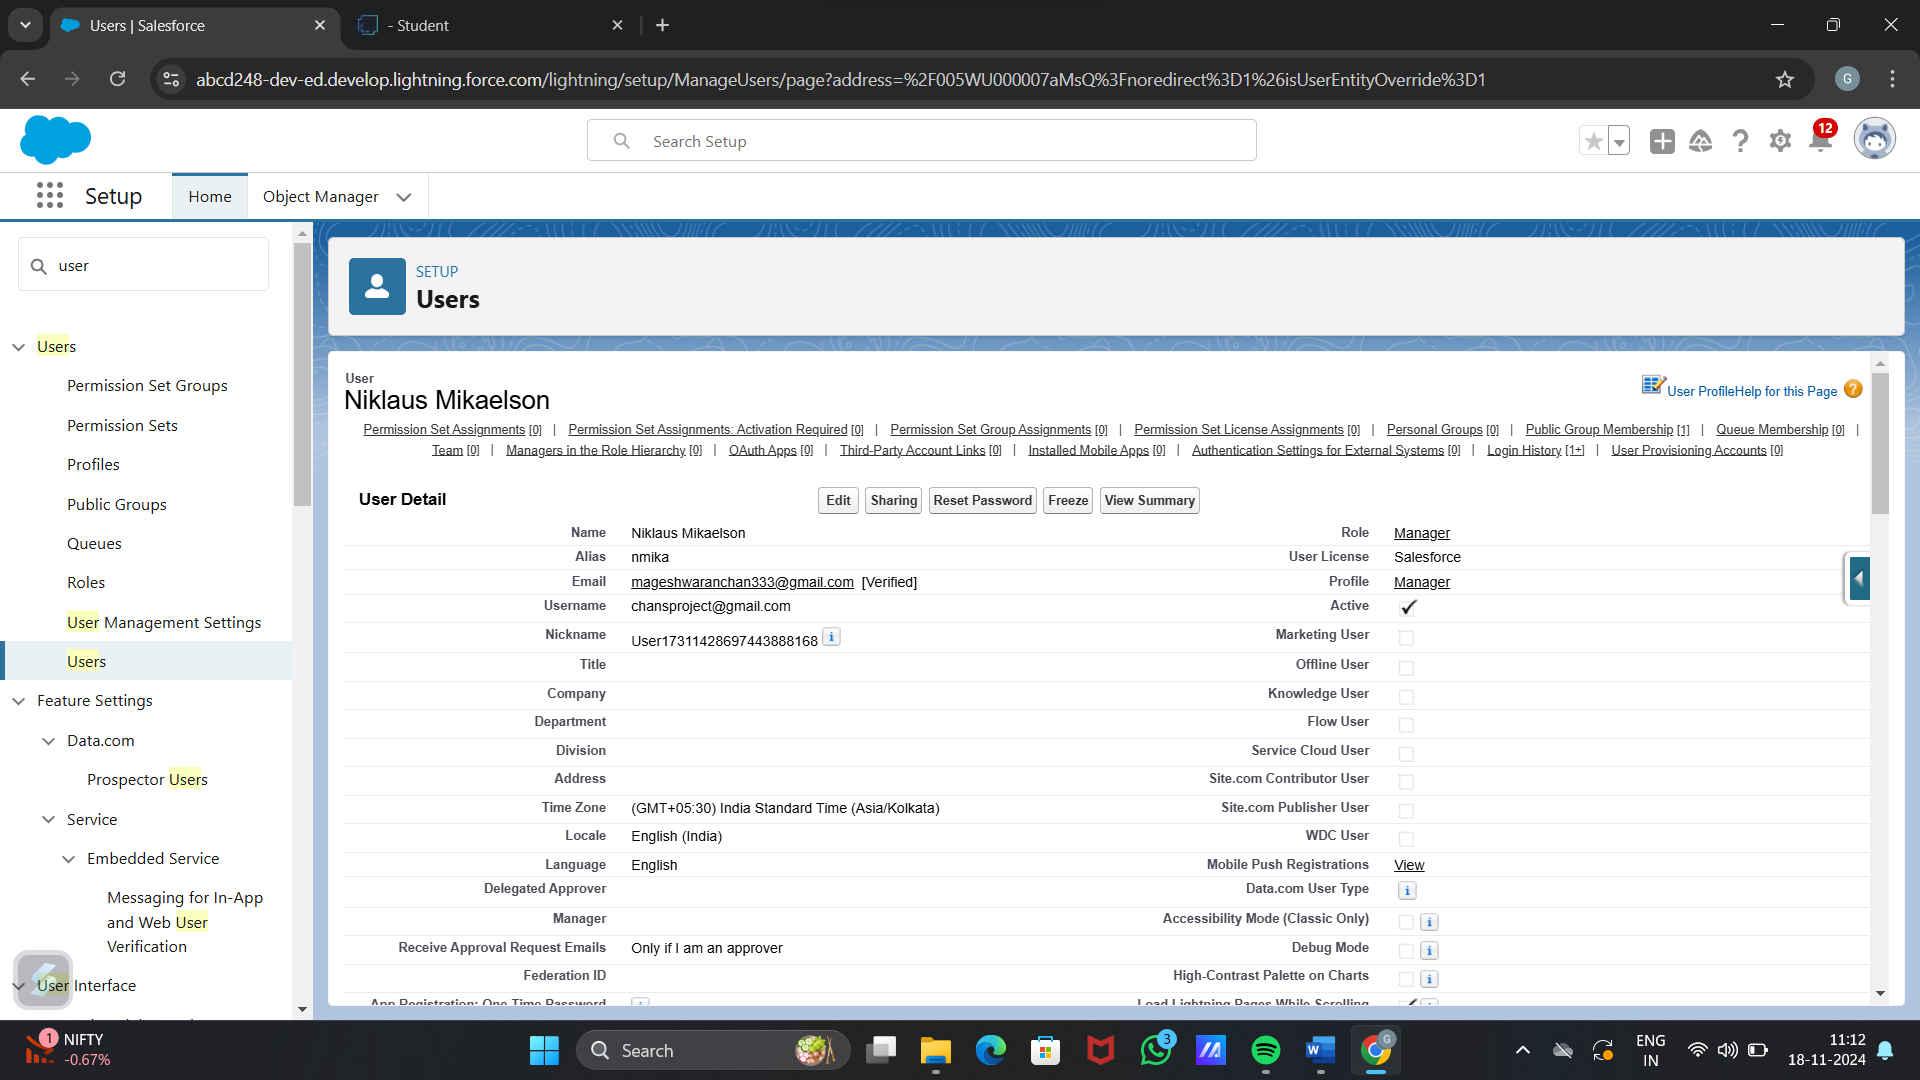 Users | Salesforce
- Student
abcd248-dev-ed.develop.lightning.force.com/lightning/setup/ManageUsers/page?address=%2F005WU000007aMsQ%3Fnoredirect%3D1%26isUserEntityOverride%3D1
G
Search Setup
12
Setup
Home
Object Manager
user
Users
Permission Set Groups
Permission Sets
Profiles
Public Groups
Queues
Roles
User Management Settings
Users
Feature Settings
Data.com
Prospector Users
Service
Embedded Service
Messaging for In-App
and Web User
Verification
User Interface
SETUP
Users
User
Niklaus Mikaelson
User Profile Help for this Page ?
Permission Set Assignments [0] | Permission Set Assignments: Activation Required [0] | Permission Set Group Assignments [0] | Permission Set License Assignments [0] | Personal Groups [0] | Public Group Membership [1] | Queue Membership [0] |
Team [0] | Managers in the Role Hierarchy [0] | OAuth Apps [0] | Third-Party Account Links [0] | Installed Mobile Apps [0] | Authentication Settings for External Systems [0] | Login History [1+] | User Provisioning Accounts [0]
User Detail
Edit Sharing Reset Password Freeze View Summary
Name Niklaus Mikaelson Role Manager
Alias nmika User License Salesforce
Email mageshwaranchan333@gmail.com [Verified] Profile Manager
Username chansproject@gmail.com Active
Nickname User17311428697443888168 i Marketing User
Title Offline User
Company Knowledge User
Department Flow User
Division Service Cloud User
Address Site.com Contributor User
Time Zone (GMT+05:30) India Standard Time (Asia/Kolkata) Site.com Publisher User
Locale English (India) WDC User
Language English Mobile Push Registrations View
Delegated Approver Data.com User Type i
Manager Accessibility Mode (Classic Only) i
Receive Approval Request Emails Only if I am an approver Debug Mode i
Federation ID High-Contrast Palette on Charts i
App Registration: One-Time Password Load Lightning Pages While Scrolling
1
NIFTY
-0.67%
Search
3
W
G
ENG
IN
11:12
18-11-2024